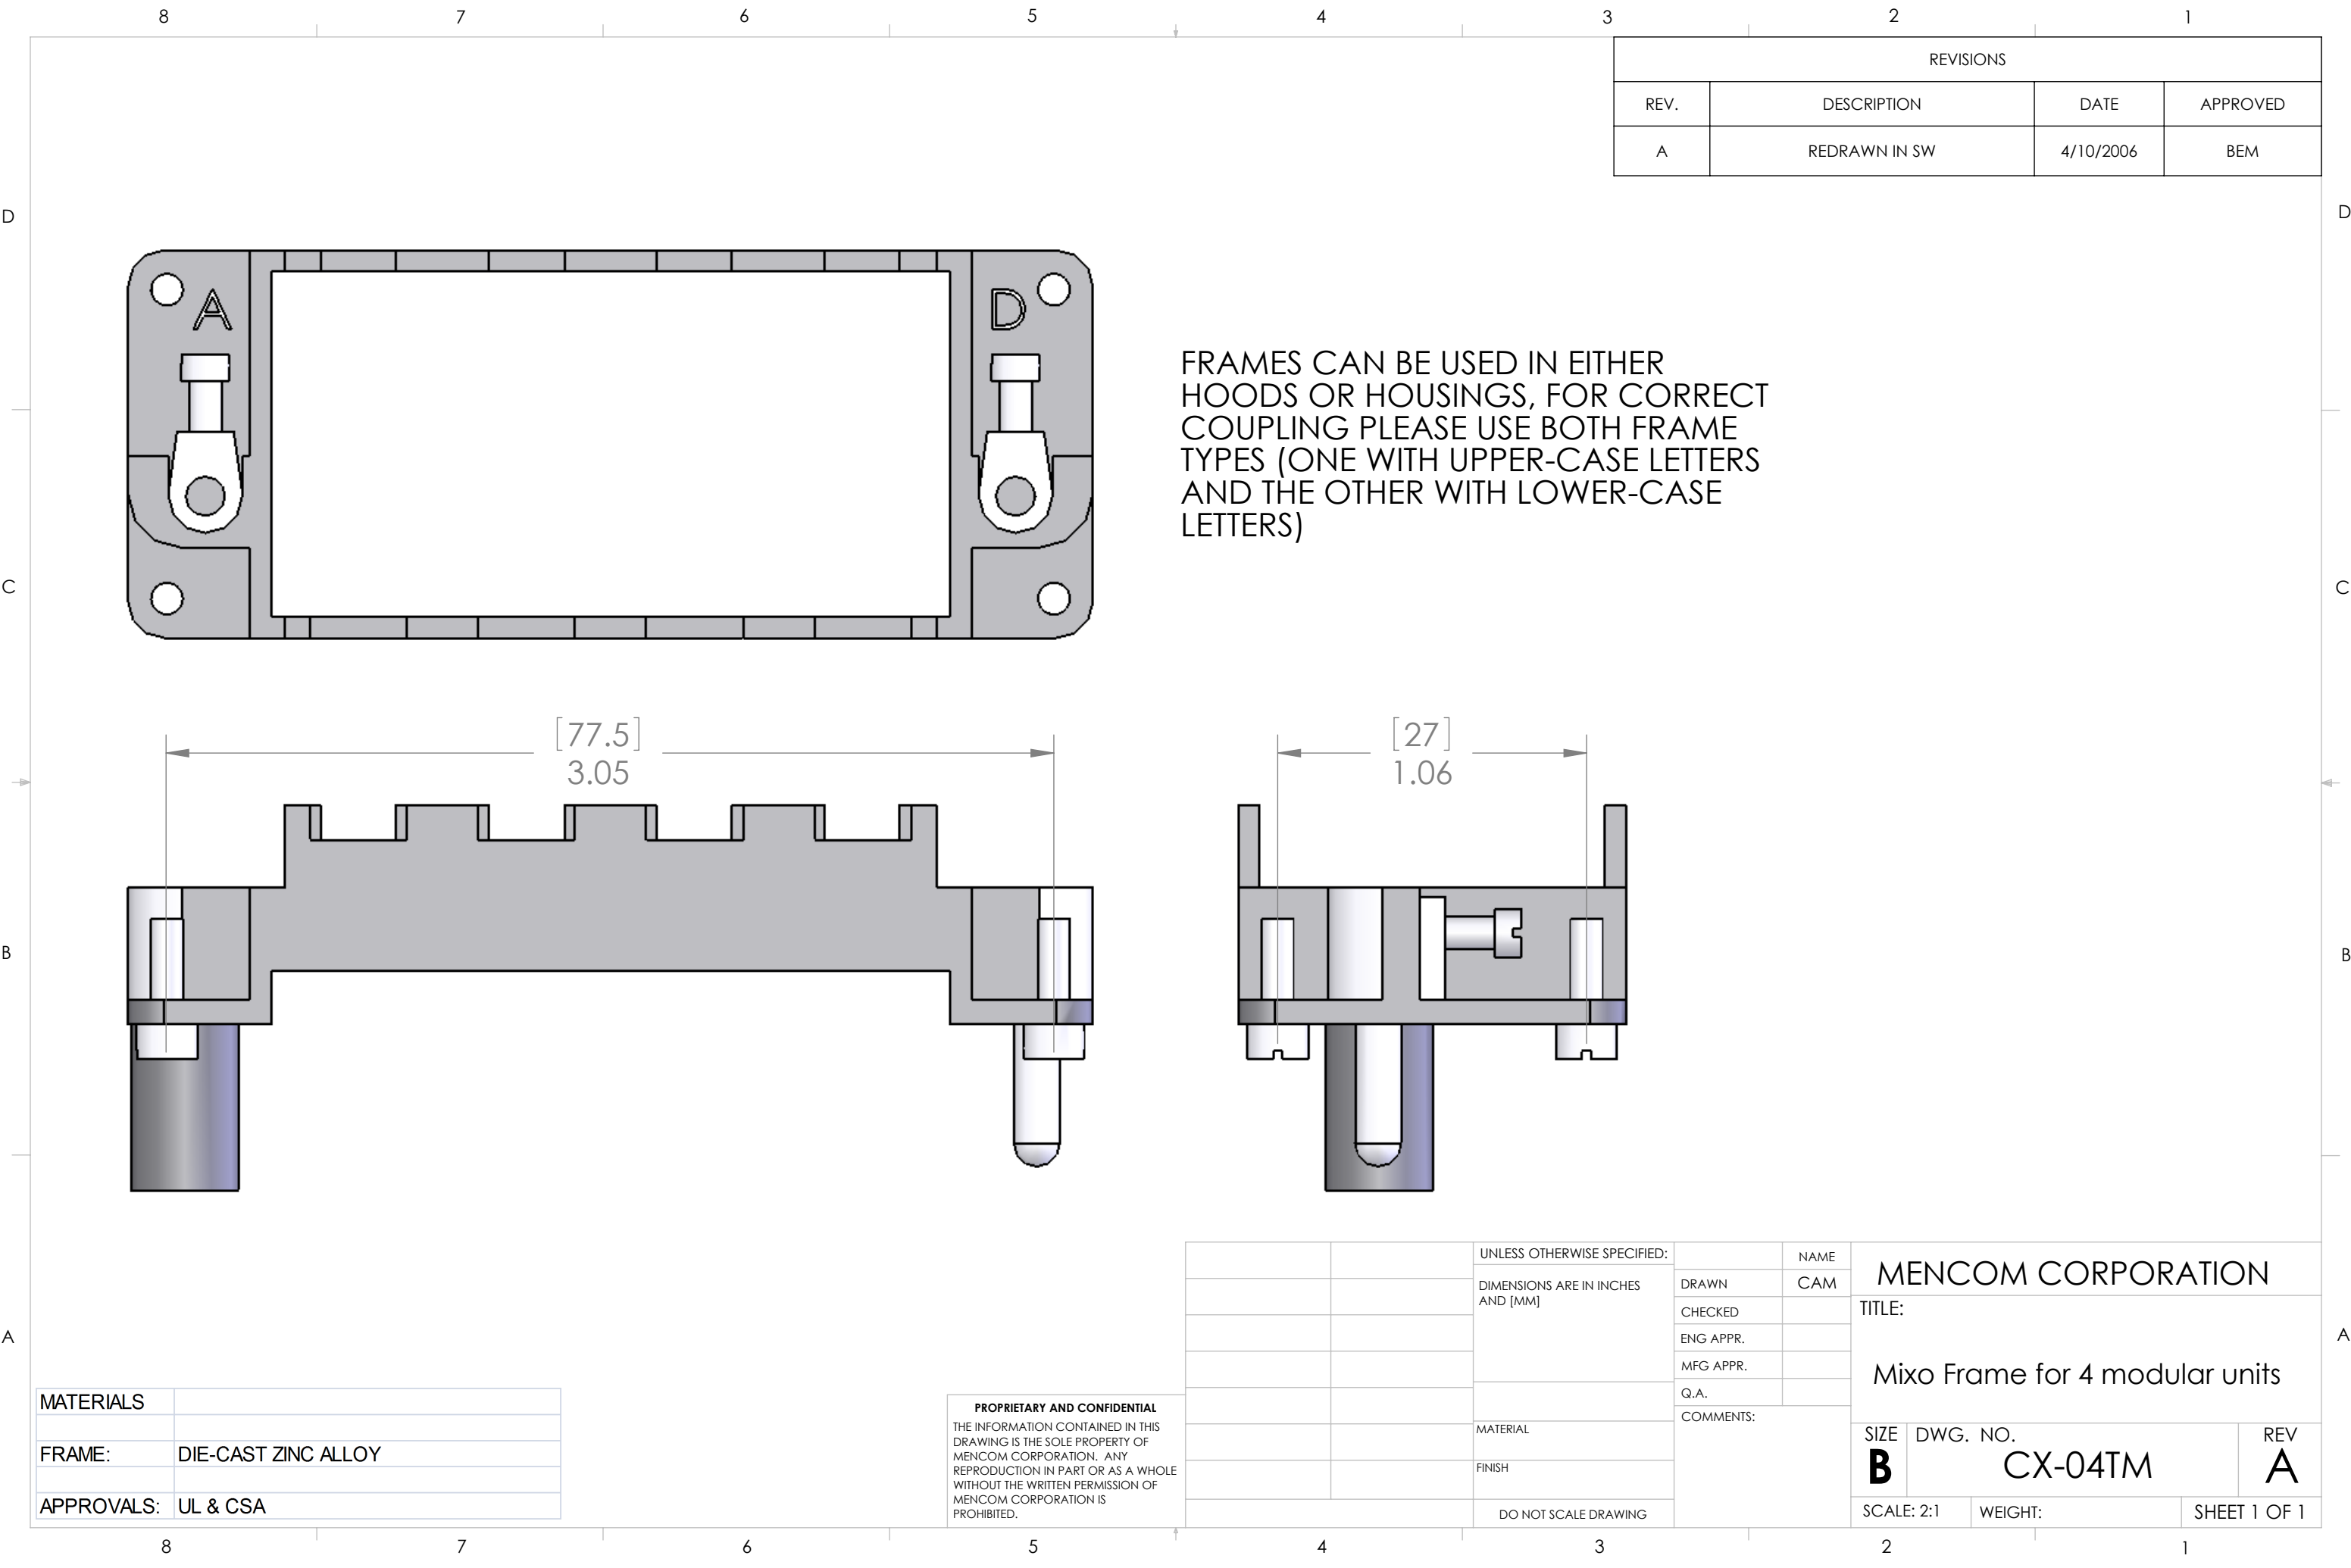 8 7 6 5 4 3 2 1
REVISIONS
REV. DESCRIPTION DATE APPROVED
A REDRAWN IN SW 4/10/2006 BEM
D D
A D
FRAMES CAN BE USED IN EITHER
HOODS OR HOUSINGS, FOR CORRECT
COUPLING PLEASE USE BOTH FRAME
TYPES (ONE WITH UPPER-CASE LETTERS
AND THE OTHER WITH LOWER-CASE
LETTERS)
C C
[77.5]
3.05
[27]
1.06
B B
A A
MATERIALS
FRAME: DIE-CAST ZINC ALLOY
APPROVALS: UL & CSA
PROPRIETARY AND CONFIDENTIAL
THE INFORMATION CONTAINED IN THIS
DRAWING IS THE SOLE PROPERTY OF
MENCOM CORPORATION. ANY
REPRODUCTION IN PART OR AS A WHOLE
WITHOUT THE WRITTEN PERMISSION OF
MENCOM CORPORATION IS
PROHIBITED.
UNLESS OTHERWISE SPECIFIED:
DIMENSIONS ARE IN INCHES
AND [MM]
MATERIAL
FINISH
DO NOT SCALE DRAWING
NAME
DRAWN CAM
CHECKED
ENG APPR.
MFG APPR.
Q.A.
COMMENTS:
MENCOM CORPORATION
TITLE:
Mixo Frame for 4 modular units
SIZE DWG. NO. REV
B CX-04TM A
SCALE: 2:1 WEIGHT: SHEET 1 OF 1
8 7 6 5 4 3 2 1